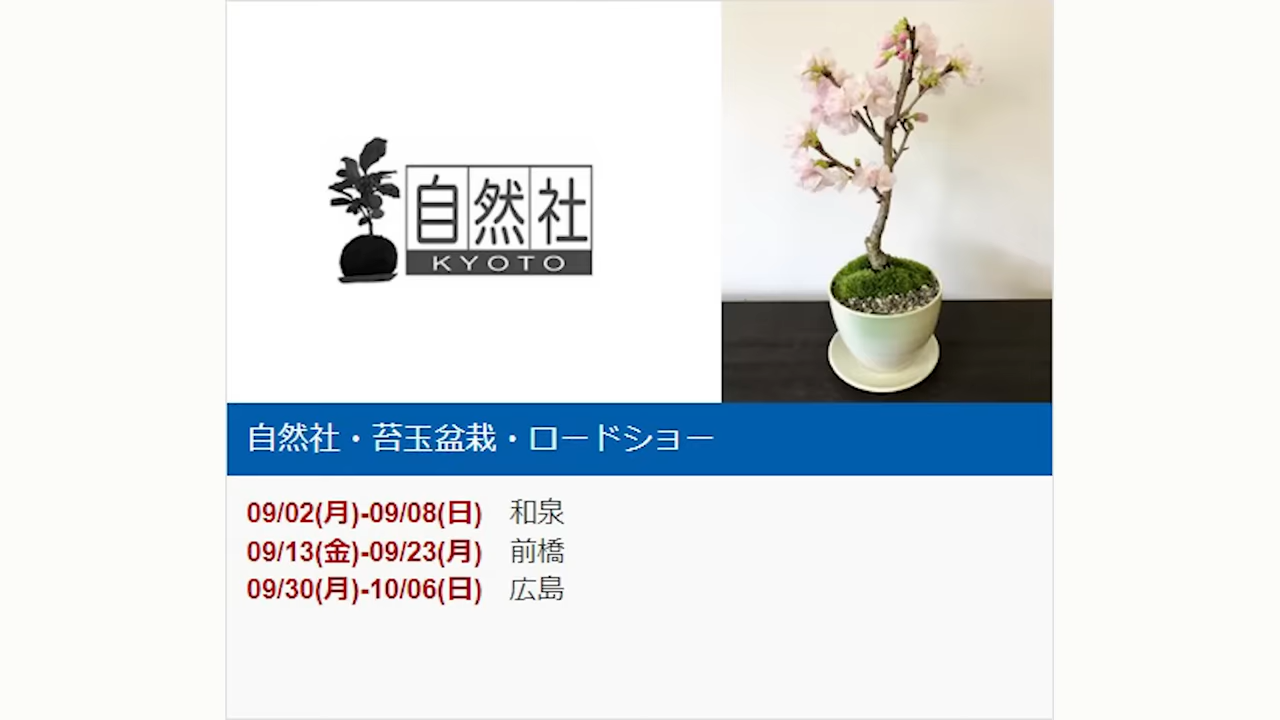 自然社
KYOTO
自然社・苔玉盆栽・ロードショー
09/02(月)-09/08(日) 和泉
09/13(金)-09/23(月) 前橋
09/30(月)-10/06(日) 広島